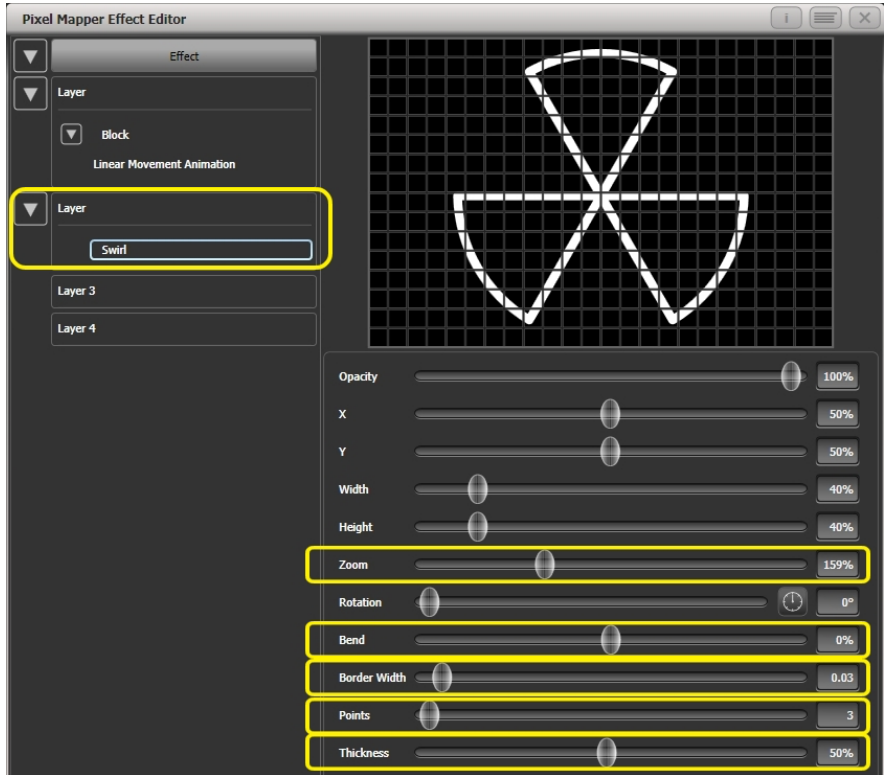 Pixel Mapper Effect Editor
i
Effect
Layer
Block
Linear Movement Animation
Layer
Swirl
Layer 3
Layer 4
Opacity 100%
X 50%
Y 50%
Width 40%
Height 40%
Zoom 159%
Rotation 0°
Bend 0%
Border Width 0.03
Points 3
Thickness 50%